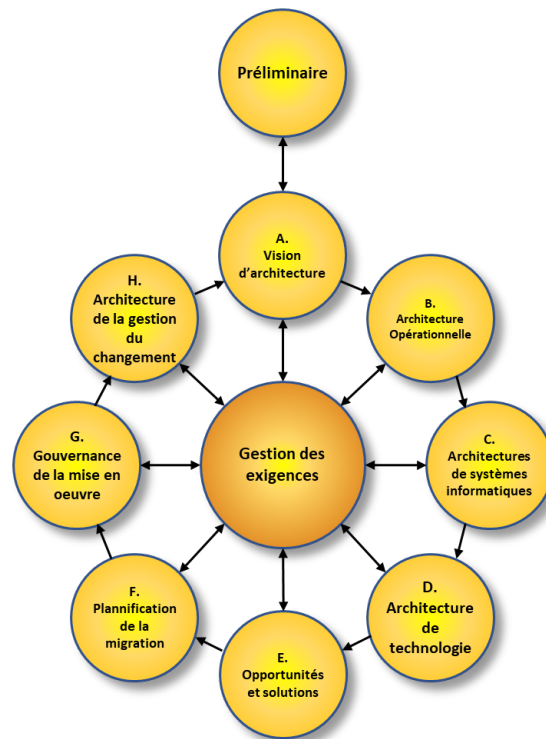 Préliminaire
A.
Vision
d'architecture
B.
Architecture
Opérationnelle
C.
Architectures
de systèmes
informatiques
D.
Architecture
de
technologie
E.
Opportunités
et solutions
F.
Plannification
de la
migration
G.
Gouvernance
de la mise en
oeuvre
H.
Architecture
de la gestion
du
changement
Gestion des
exigences